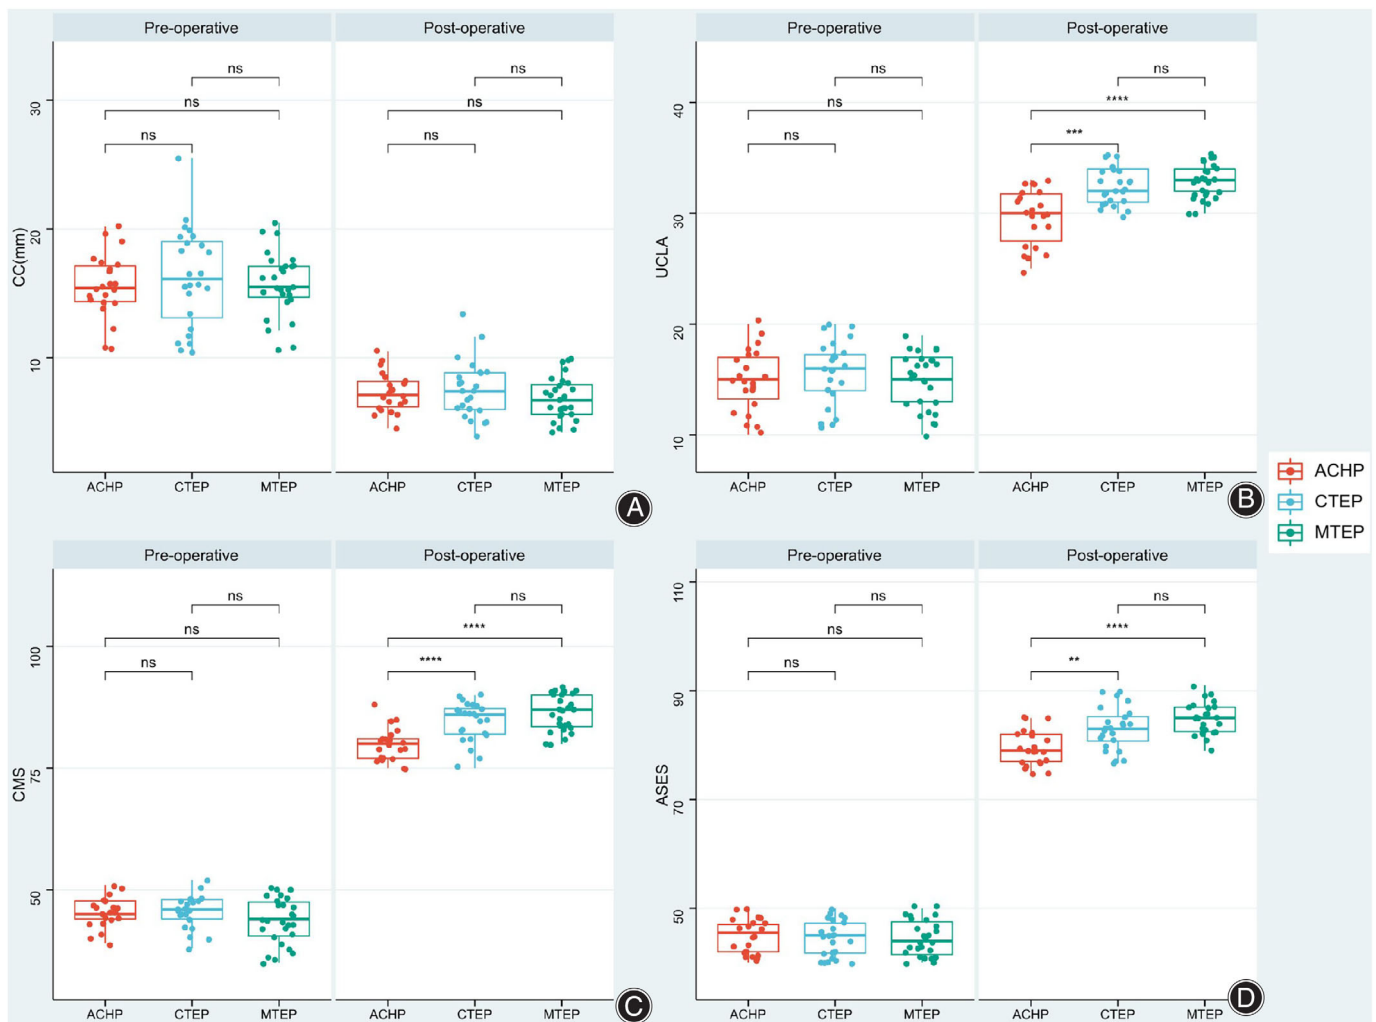 Pre-operative Post-operative
ns ns
ns ns
ns ns
CC(mm)
30
20
10
ACHP CTEP MTEP ACHP CTEP MTEP
A
Pre-operative Post-operative
ns ns
ns ****
ns ***
UCLA
40
30
20
10
ACHP CTEP MTEP ACHP CTEP MTEP
B
ACHP
CTEP
MTEP
Pre-operative Post-operative
ns ns
ns ****
ns ****
CMS
100
75
50
ACHP CTEP MTEP ACHP CTEP MTEP
C
Pre-operative Post-operative
ns ns
ns ****
ns **
ASES
110
90
70
50
ACHP CTEP MTEP ACHP CTEP MTEP
D